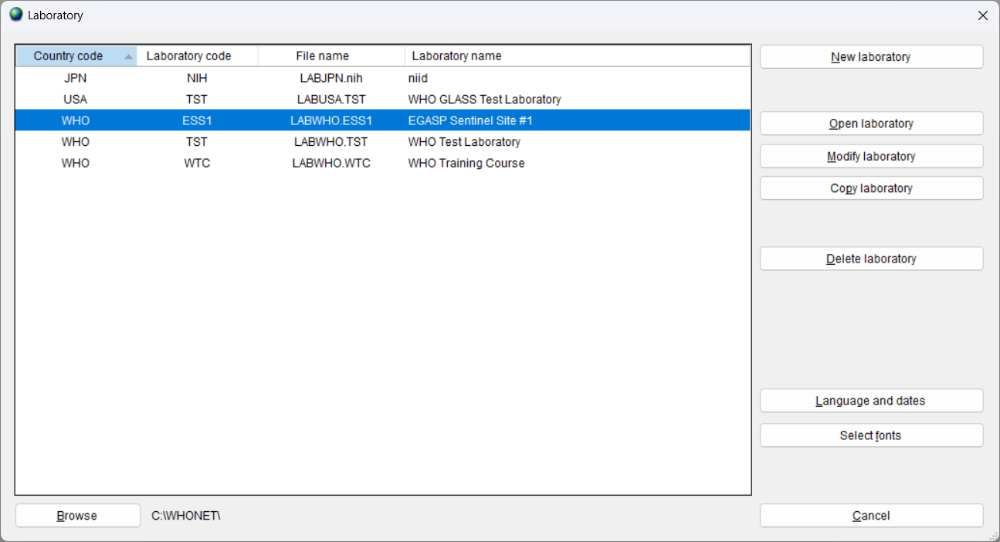 Laboratory
Country code Laboratory code File name Laboratory name
JPN NIH LABJPN.nih niid
USA TST LABUSA.TST WHO GLASS Test Laboratory
WHO ESS1 LABWHO.ESS1 EGASP Sentinel Site #1
WHO TST LABWHO.TST WHO Test Laboratory
WHO WTC LABWHO.WTC WHO Training Course
New laboratory
Open laboratory
Modify laboratory
Copy laboratory
Delete laboratory
Language and dates
Select fonts
Browse C:\WHONET\
Cancel